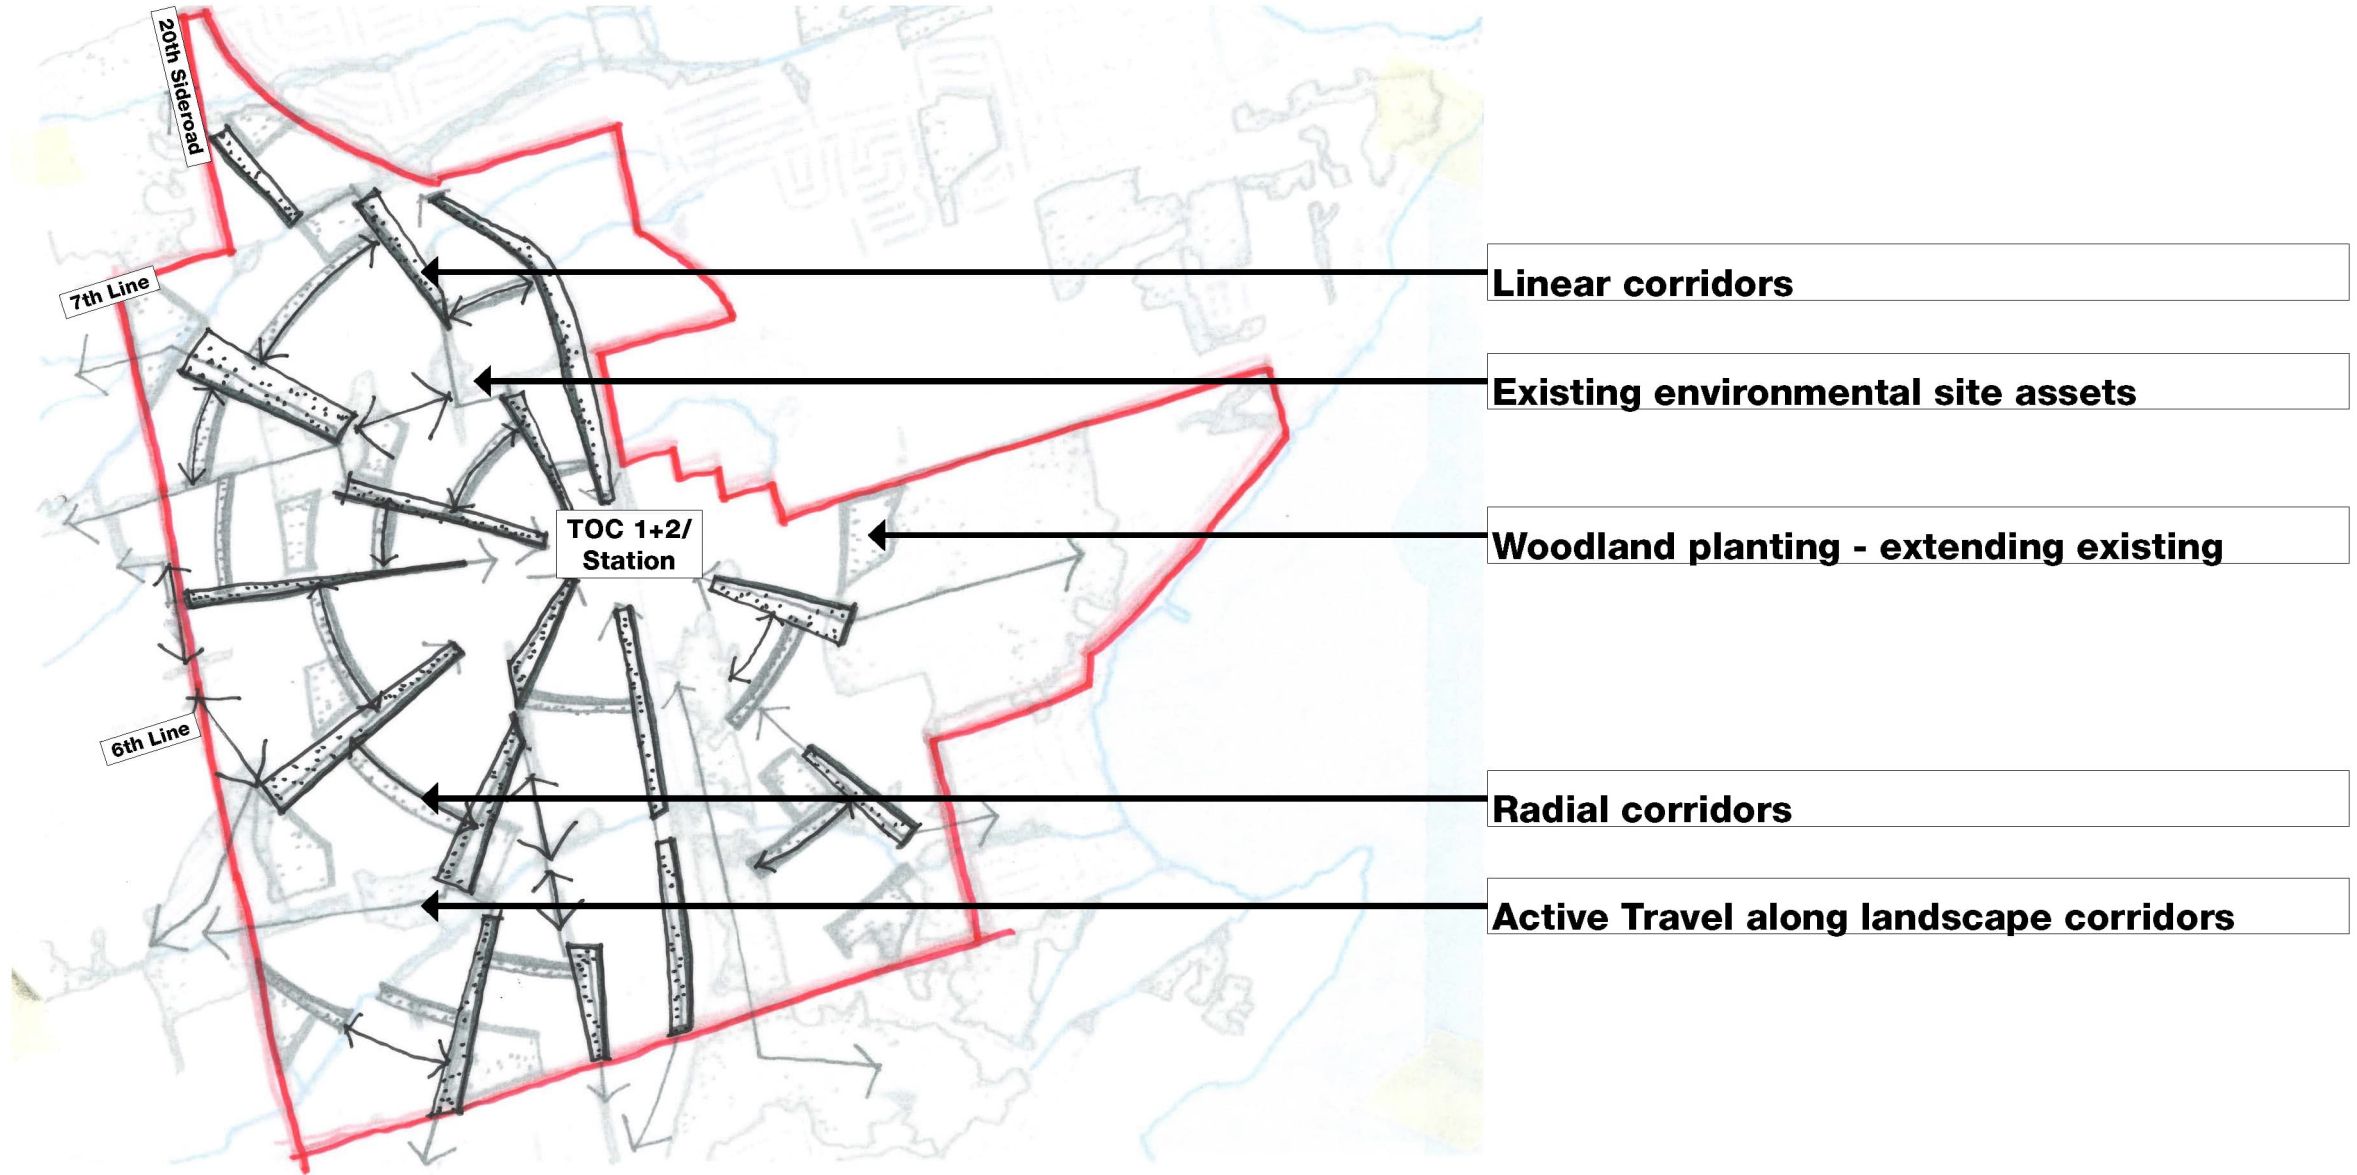 20th Sideroad
7th Line
Linear corridors
Existing environmental site assets
TOC 1+2/
Station
Woodland planting - extending existing
6th Line
Radial corridors
Active Travel along landscape corridors